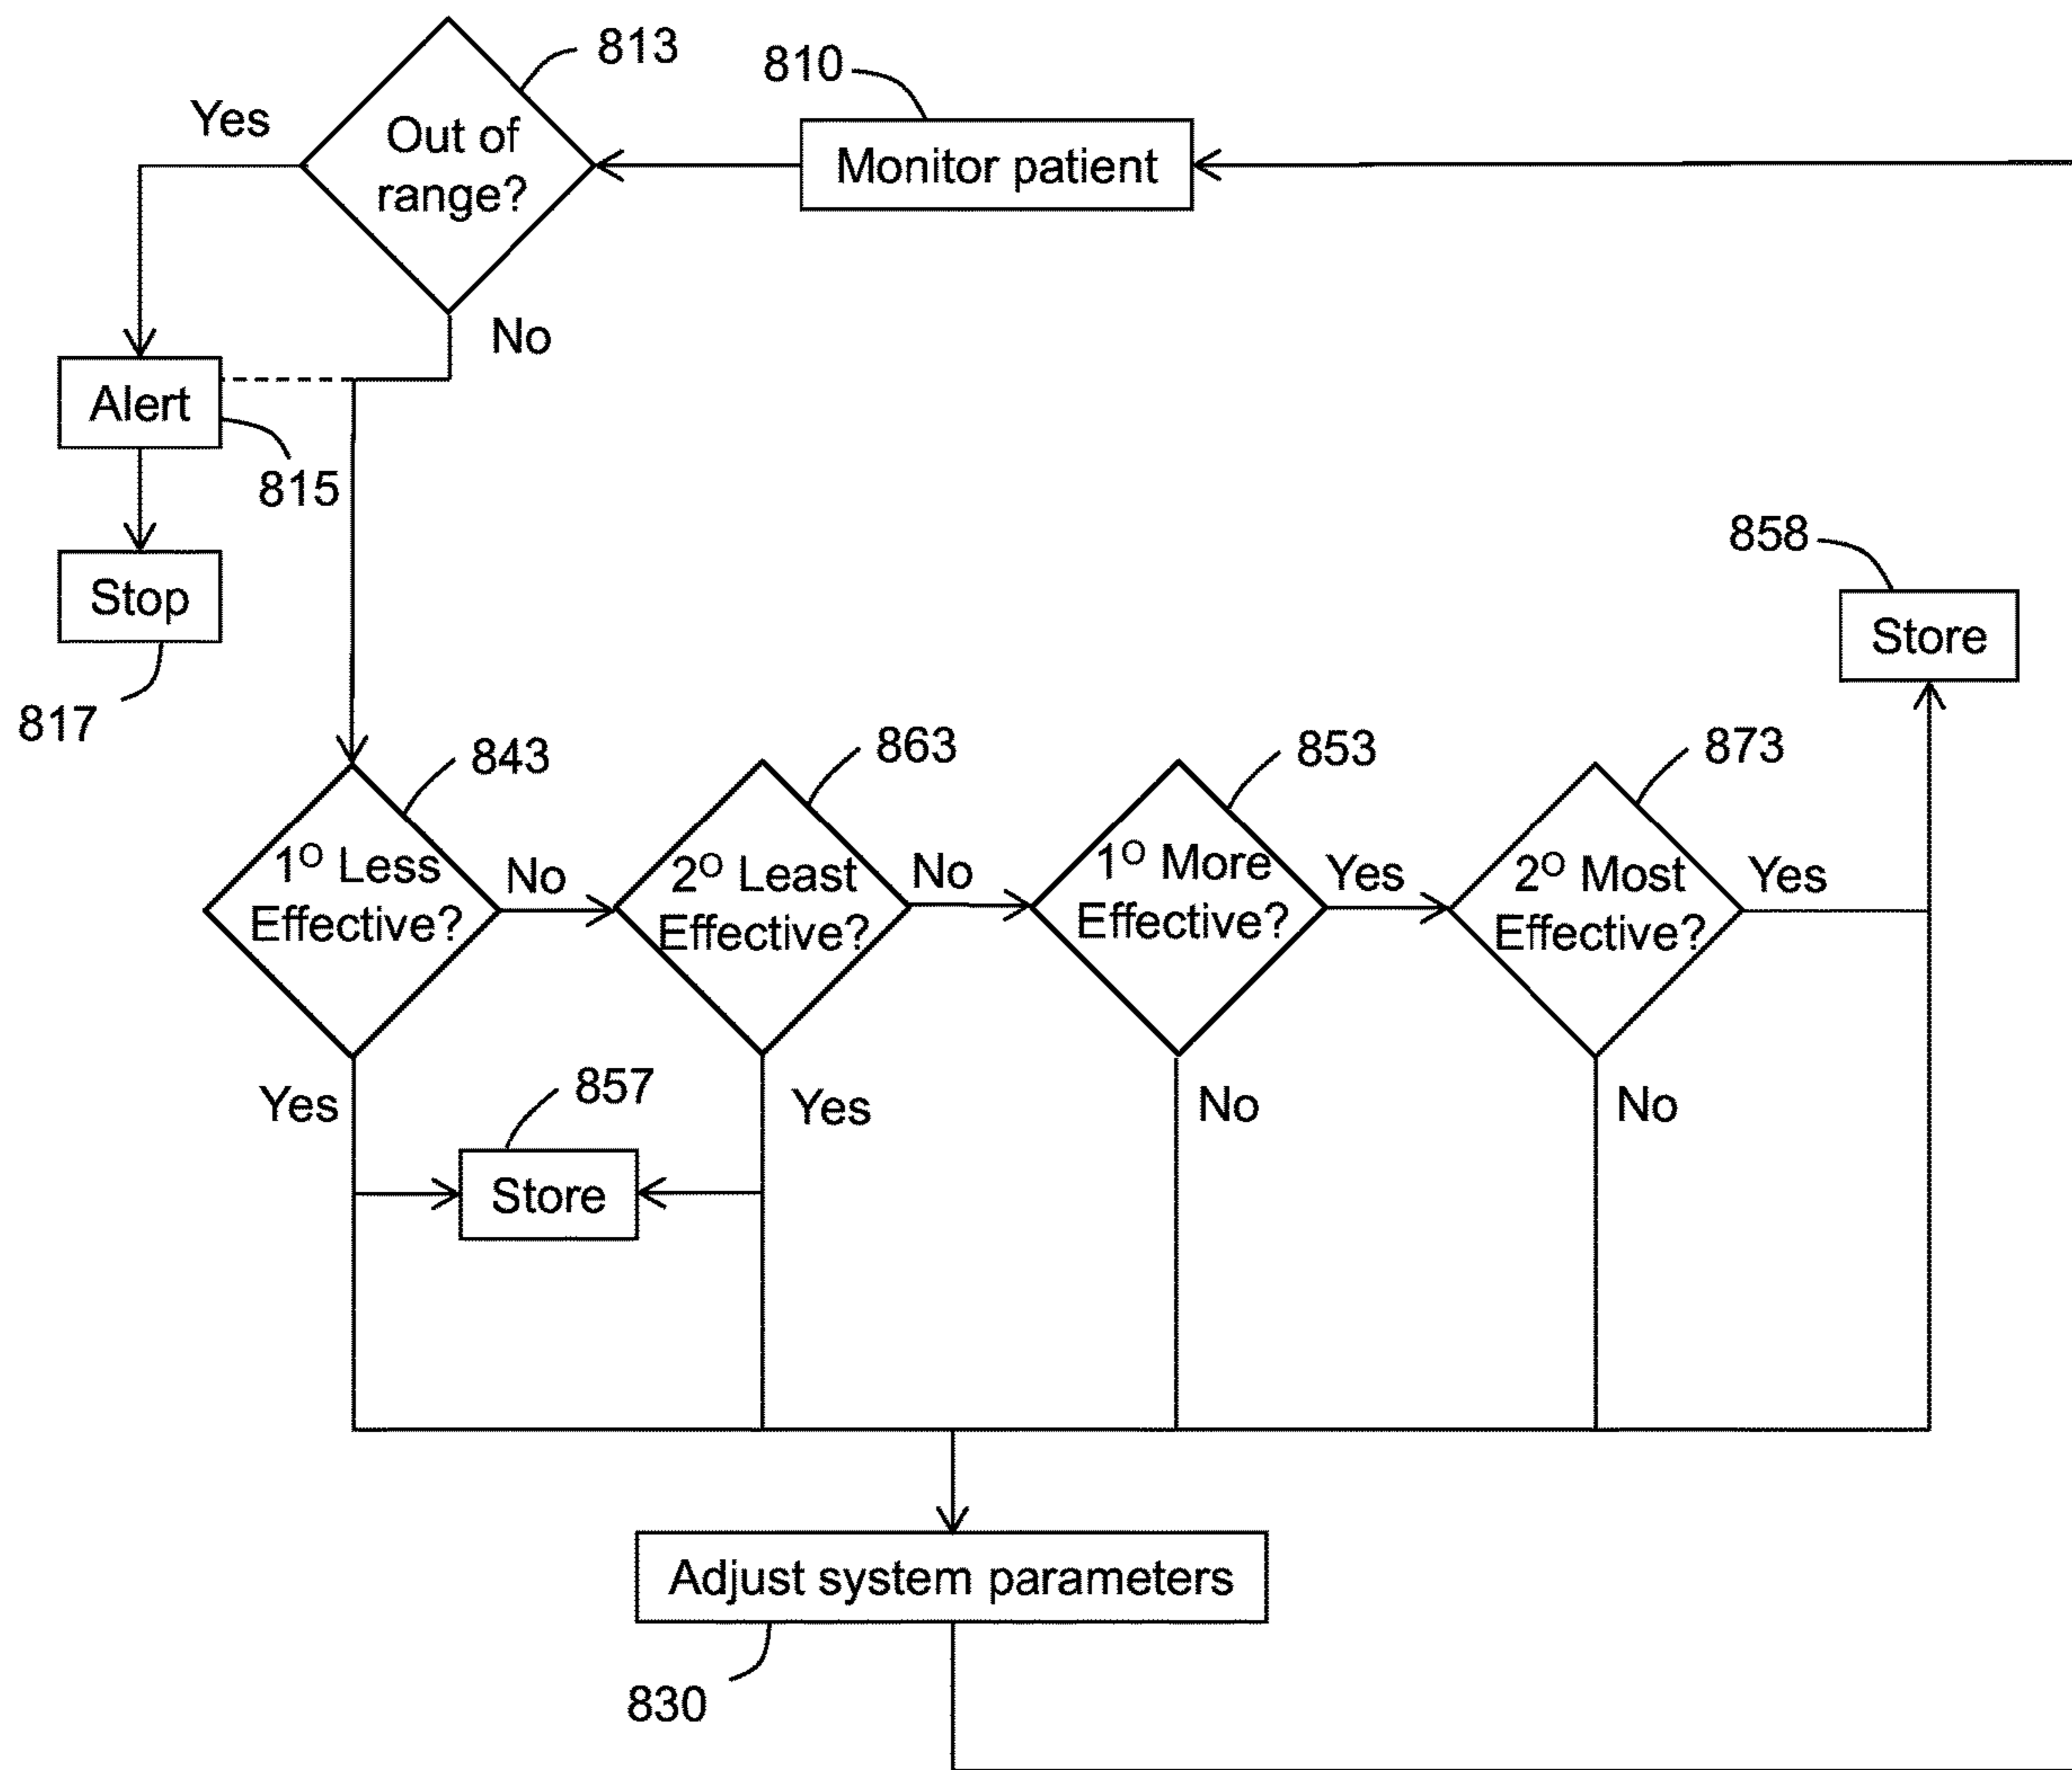 813
810
Yes
Out of
range?
Monitor patient
No
Alert
815
858
Stop
Store
817
843
863
853
873
1º Less
Effective?
No
2º Least
Effective?
No
1º More
Effective?
Yes
2º Most
Effective?
Yes
Yes
857
Yes
No
No
Store
Adjust system parameters
830